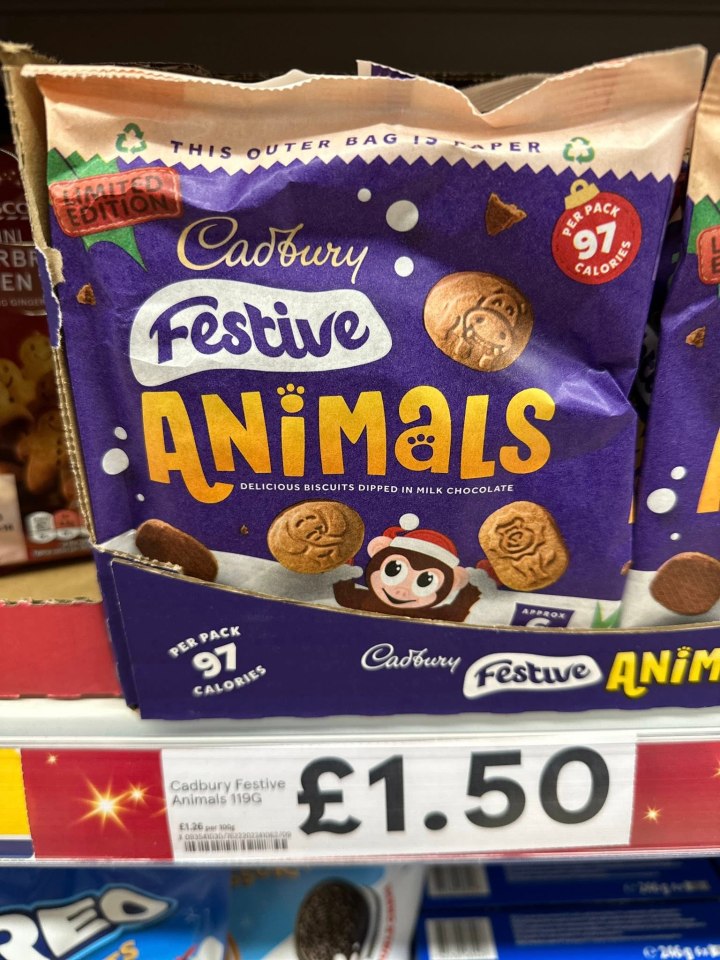 THIS OUTER BAG IS PAPER
LIMITED
EDITION
Cadbury
PER PACK
97
CALORIES
Festive
ANiMaLS
DELICIOUS BISCUITS DIPPED IN MILK CHOCOLATE
APPROX
PER PACK
97
CALORIES
Cadbury Festive ANiM
Cadbury Festive
Animals 119G
£1.50
£1.26 per 100g
REO